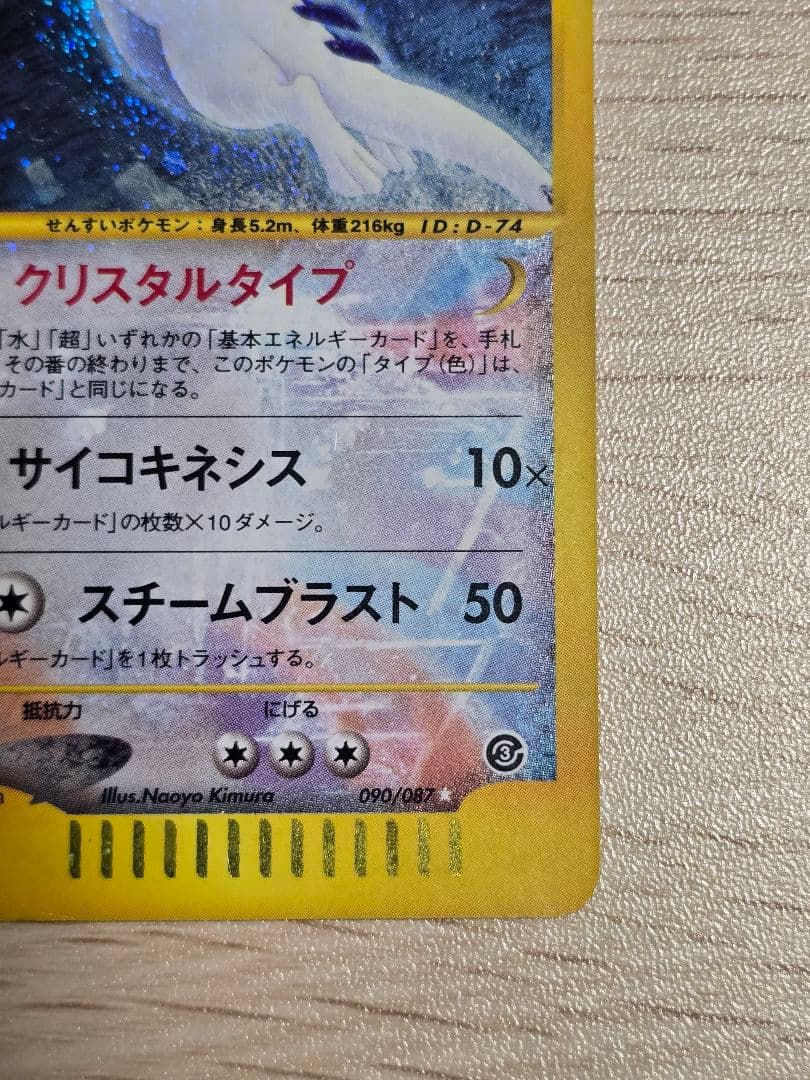 せんすいポケモン：身長5.2m、体重216kg ID:D-74
クリスタルタイプ
「水」「超」いずれかの「基本エネルギーカード」を、手札
その番の終わりまで、このポケモンの「タイプ（色）」は、
カード」と同じになる。
サイコキネシス 10×
ルギーカード」の枚数×10ダメージ。
スチームブラスト 50
ルギーカード」を1枚トラッシュする。
抵抗力 にげる
3
Illus.Naoyo Kimura 090/087★